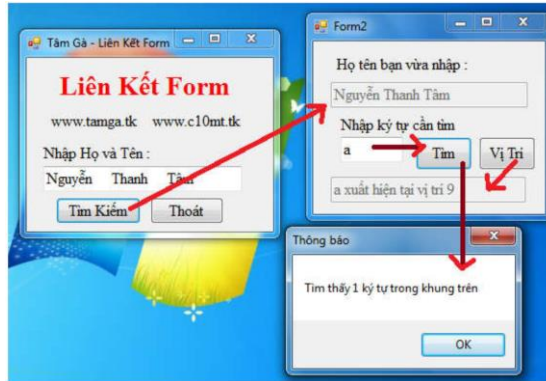 Tâm Gà - Liên Kết Form
Liên Kết Form
www.tamga.tk www.c10mt.tk
Nhập Họ và Tên :
Nguyễn Thanh Tâm
Tìm Kiếm Thoát
Form2
Họ tên bạn vừa nhập :
Nguyễn Thanh Tâm
Nhập ký tự cần tìm
a Tìm Vị Trí
a xuất hiện tại vị trí 9
Thông báo
Tìm thấy 1 ký tự trong khung trên
OK